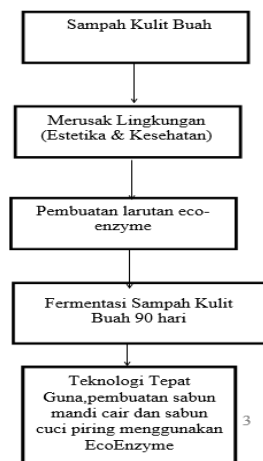 Sampah Kulit Buah
Merusak Lingkungan
(Estetika & Kesehatan)
Pembuatan larutan eco-
enzyme
Fermentasi Sampah Kulit
Buah 90 hari
Teknologi Tepat
Guna,pembuatan sabun
mandi cair dan sabun
cuci piring menggunakan
EcoEnzyme
3